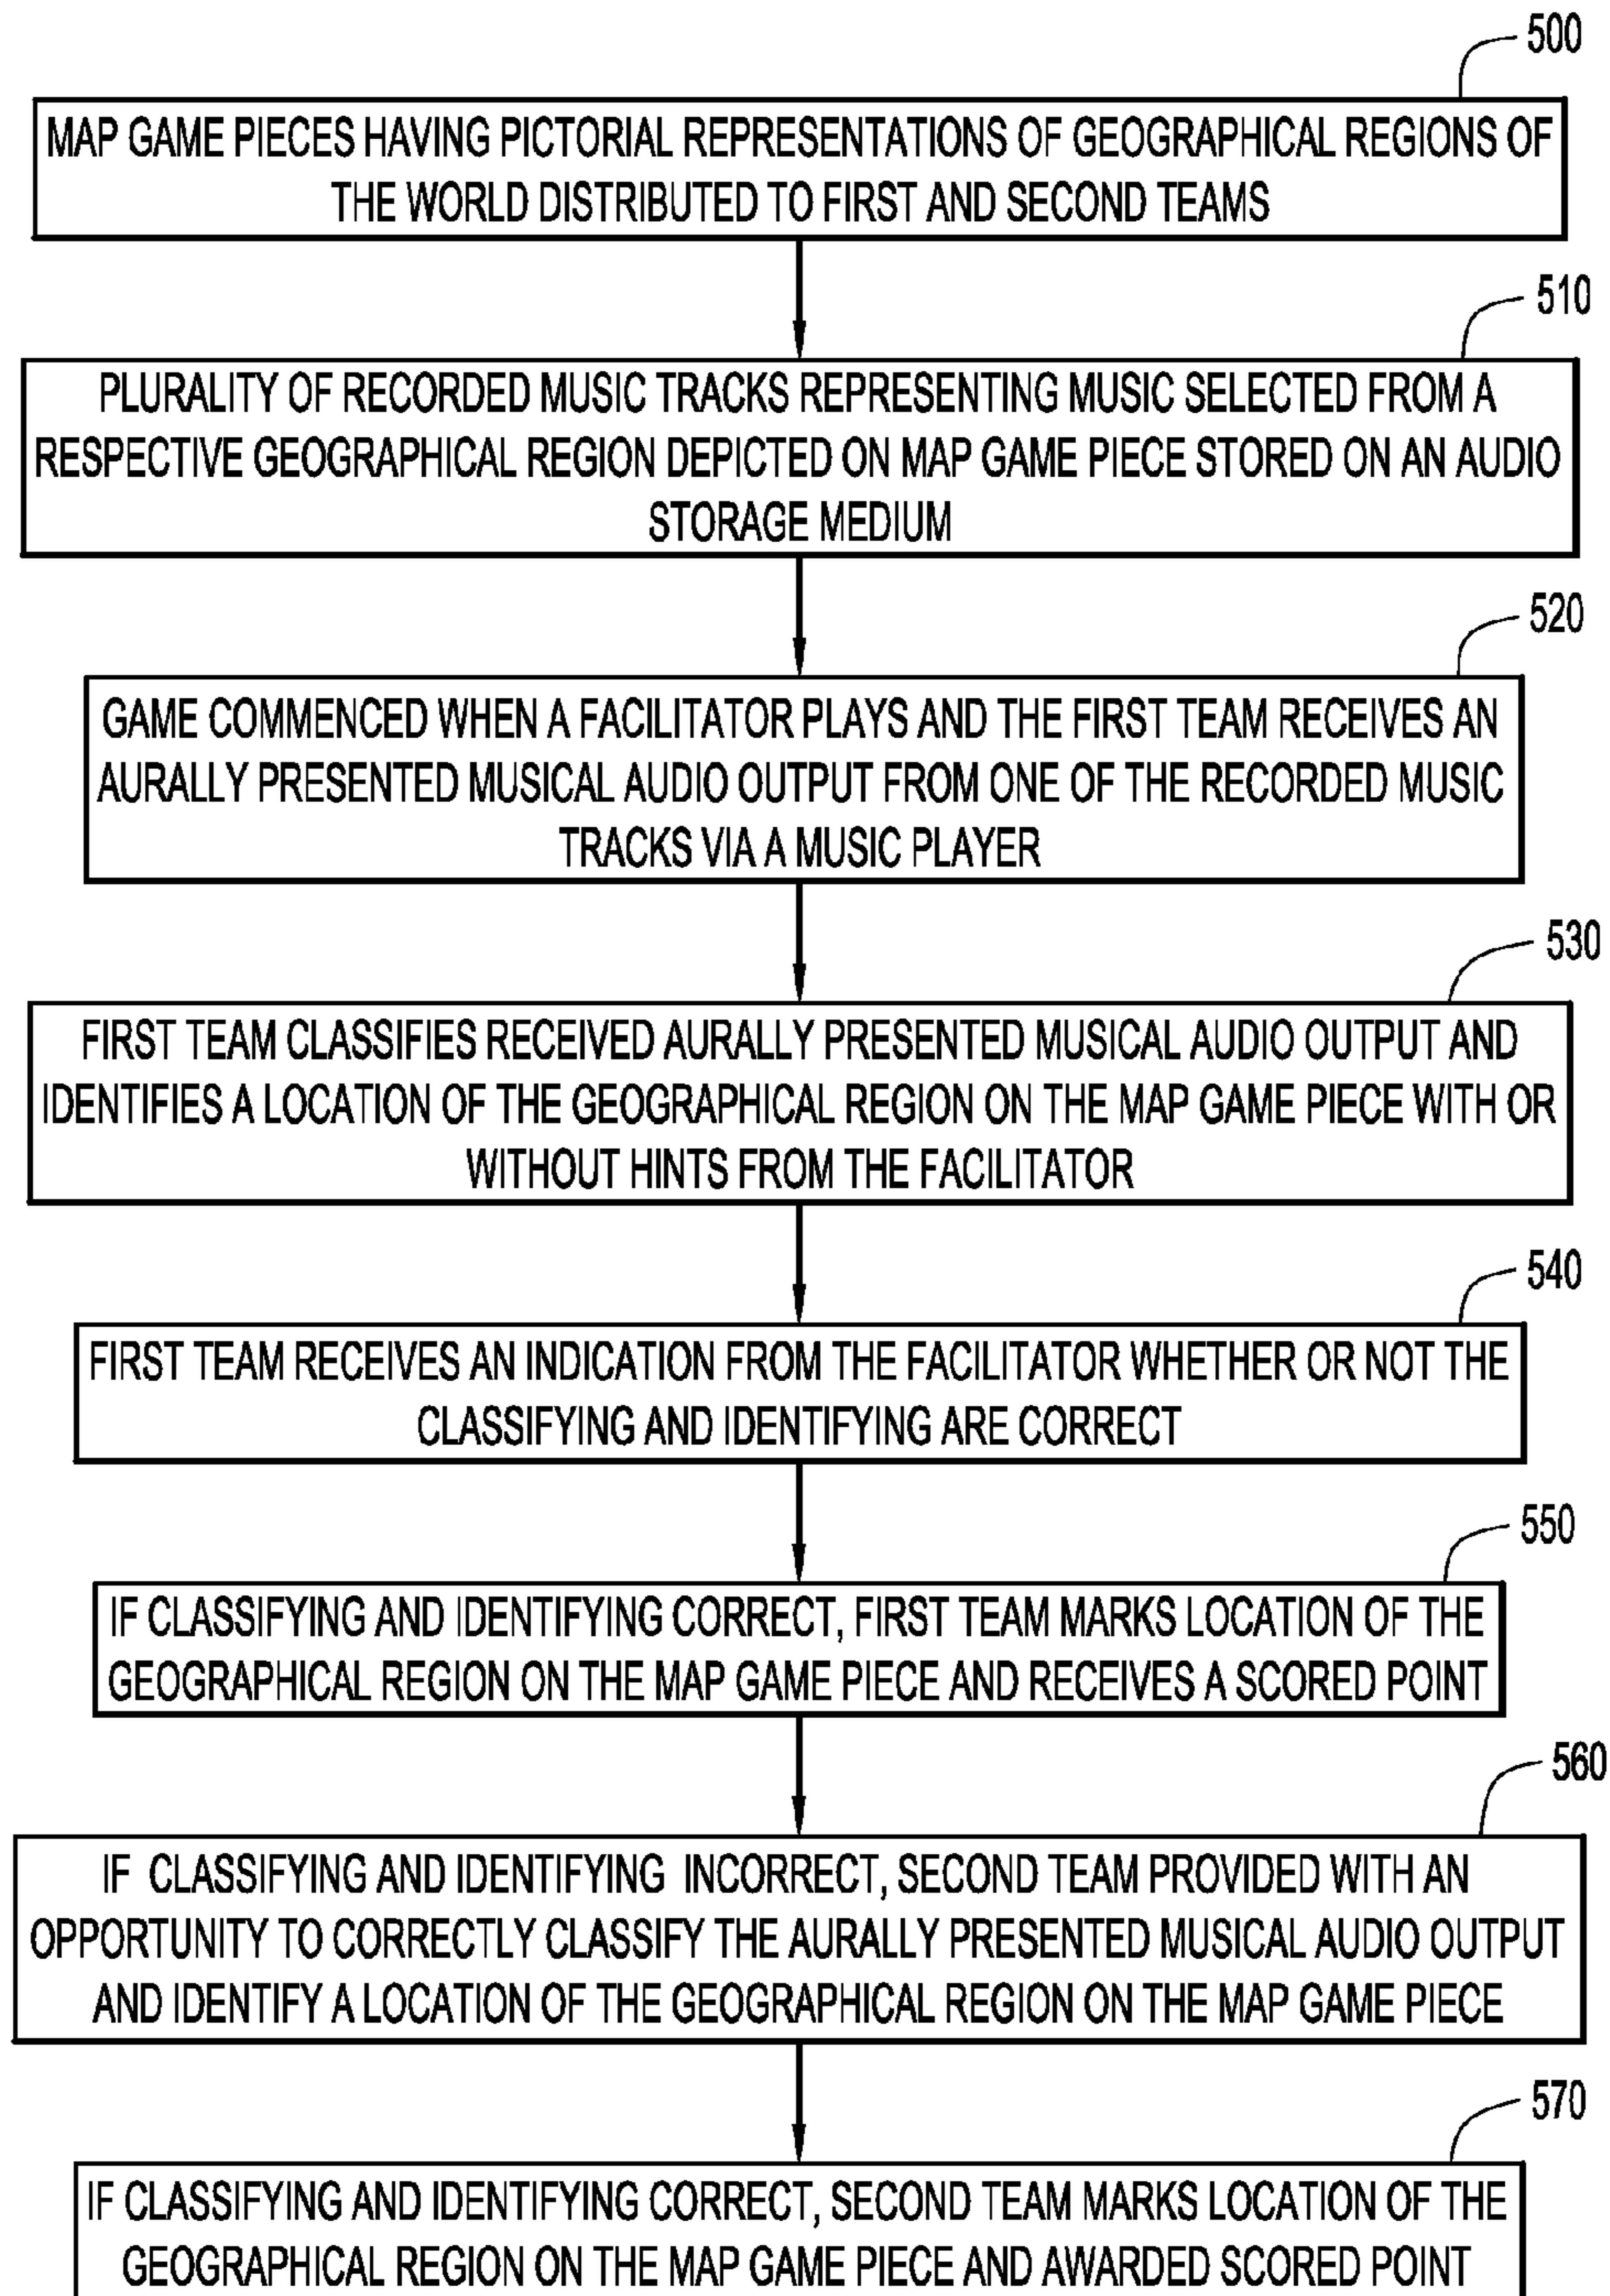 500
MAP GAME PIECES HAVING PICTORIAL REPRESENTATIONS OF GEOGRAPHICAL REGIONS OF
THE WORLD DISTRIBUTED TO FIRST AND SECOND TEAMS
510
PLURALITY OF RECORDED MUSIC TRACKS REPRESENTING MUSIC SELECTED FROM A
RESPECTIVE GEOGRAPHICAL REGION DEPICTED ON MAP GAME PIECE STORED ON AN AUDIO
STORAGE MEDIUM
520
GAME COMMENCED WHEN A FACILITATOR PLAYS AND THE FIRST TEAM RECEIVES AN
AURALLY PRESENTED MUSICAL AUDIO OUTPUT FROM ONE OF THE RECORDED MUSIC
TRACKS VIA A MUSIC PLAYER
530
FIRST TEAM CLASSIFIES RECEIVED AURALLY PRESENTED MUSICAL AUDIO OUTPUT AND
IDENTIFIES A LOCATION OF THE GEOGRAPHICAL REGION ON THE MAP GAME PIECE WITH OR
WITHOUT HINTS FROM THE FACILITATOR
540
FIRST TEAM RECEIVES AN INDICATION FROM THE FACILITATOR WHETHER OR NOT THE
CLASSIFYING AND IDENTIFYING ARE CORRECT
550
IF CLASSIFYING AND IDENTIFYING CORRECT, FIRST TEAM MARKS LOCATION OF THE
GEOGRAPHICAL REGION ON THE MAP GAME PIECE AND RECEIVES A SCORED POINT
560
IF CLASSIFYING AND IDENTIFYING INCORRECT, SECOND TEAM PROVIDED WITH AN
OPPORTUNITY TO CORRECTLY CLASSIFY THE AURALLY PRESENTED MUSICAL AUDIO OUTPUT
AND IDENTIFY A LOCATION OF THE GEOGRAPHICAL REGION ON THE MAP GAME PIECE
570
IF CLASSIFYING AND IDENTIFYING CORRECT, SECOND TEAM MARKS LOCATION OF THE
GEOGRAPHICAL REGION ON THE MAP GAME PIECE AND AWARDED SCORED POINT